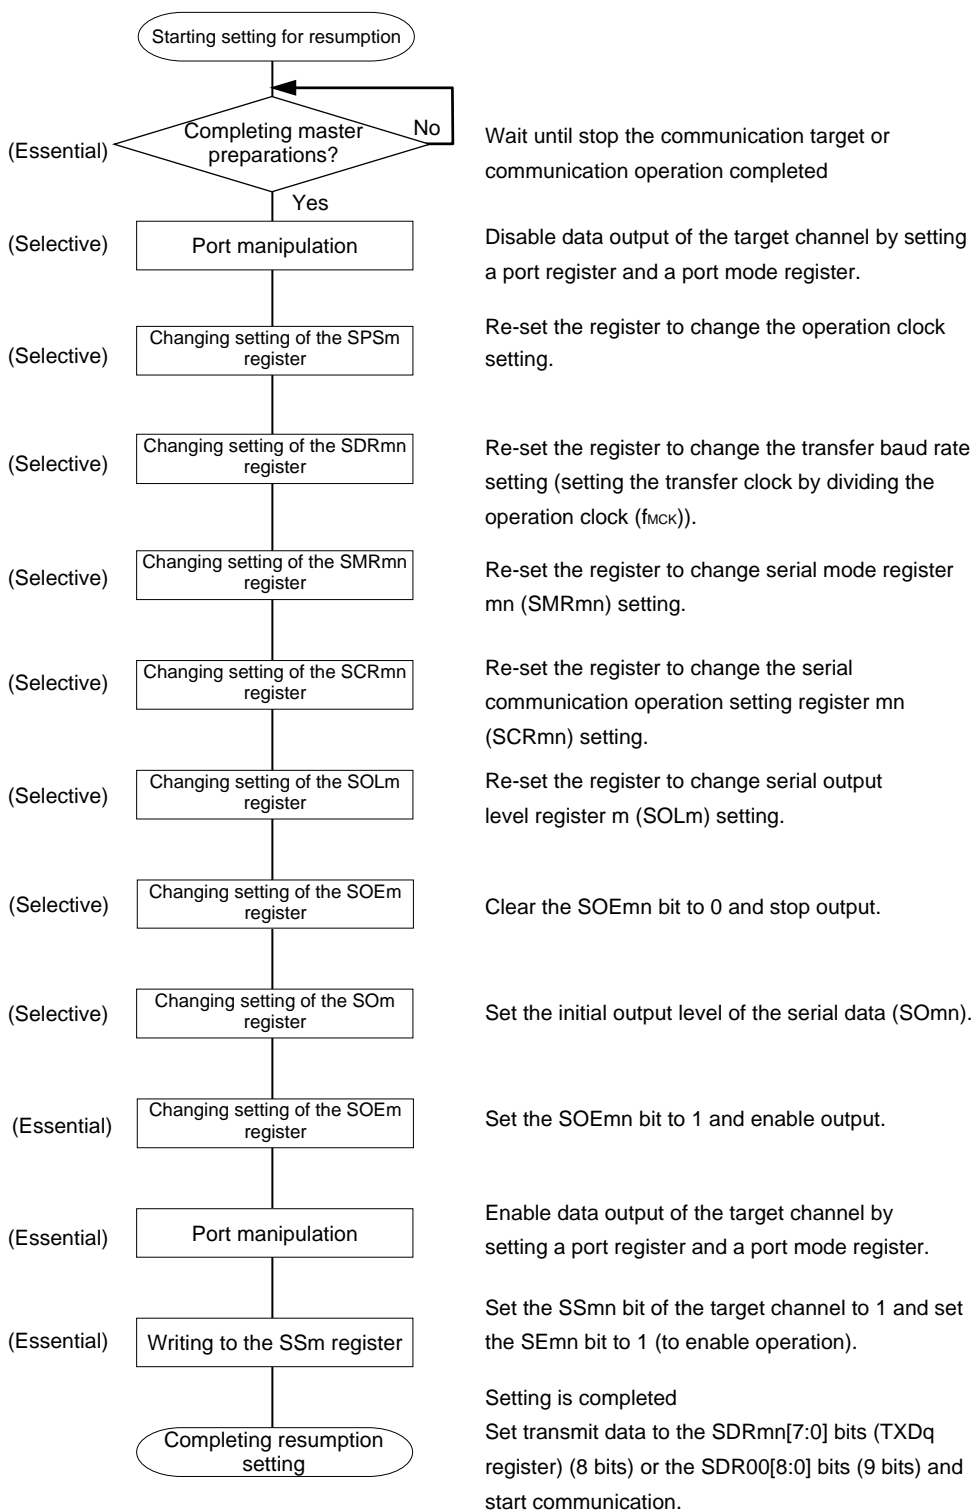 Starting setting for resumption
(Essential)
Completing master
preparations?
No
Yes
Wait until stop the communication target or
communication operation completed
(Selective)
Port manipulation
Disable data output of the target channel by setting
a port register and a port mode register.
(Selective)
Changing setting of the SPSm
register
Re-set the register to change the operation clock
setting.
(Selective)
Changing setting of the SDRmn
register
Re-set the register to change the transfer baud rate
setting (setting the transfer clock by dividing the
operation clock (fMCK)).
(Selective)
Changing setting of the SMRmn
register
Re-set the register to change serial mode register
mn (SMRmn) setting.
(Selective)
Changing setting of the SCRmn
register
Re-set the register to change the serial
communication operation setting register mn
(SCRmn) setting.
(Selective)
Changing setting of the SOLm
register
Re-set the register to change serial output
level register m (SOLm) setting.
(Selective)
Changing setting of the SOEm
register
Clear the SOEmn bit to 0 and stop output.
(Selective)
Changing setting of the SOm
register
Set the initial output level of the serial data (SOmn).
(Essential)
Changing setting of the SOEm
register
Set the SOEmn bit to 1 and enable output.
(Essential)
Port manipulation
Enable data output of the target channel by
setting a port register and a port mode register.
(Essential)
Writing to the SSm register
Set the SSmn bit of the target channel to 1 and set
the SEmn bit to 1 (to enable operation).
Completing resumption
setting
Setting is completed
Set transmit data to the SDRmn[7:0] bits (TXDq
register) (8 bits) or the SDR00[8:0] bits (9 bits) and
start communication.